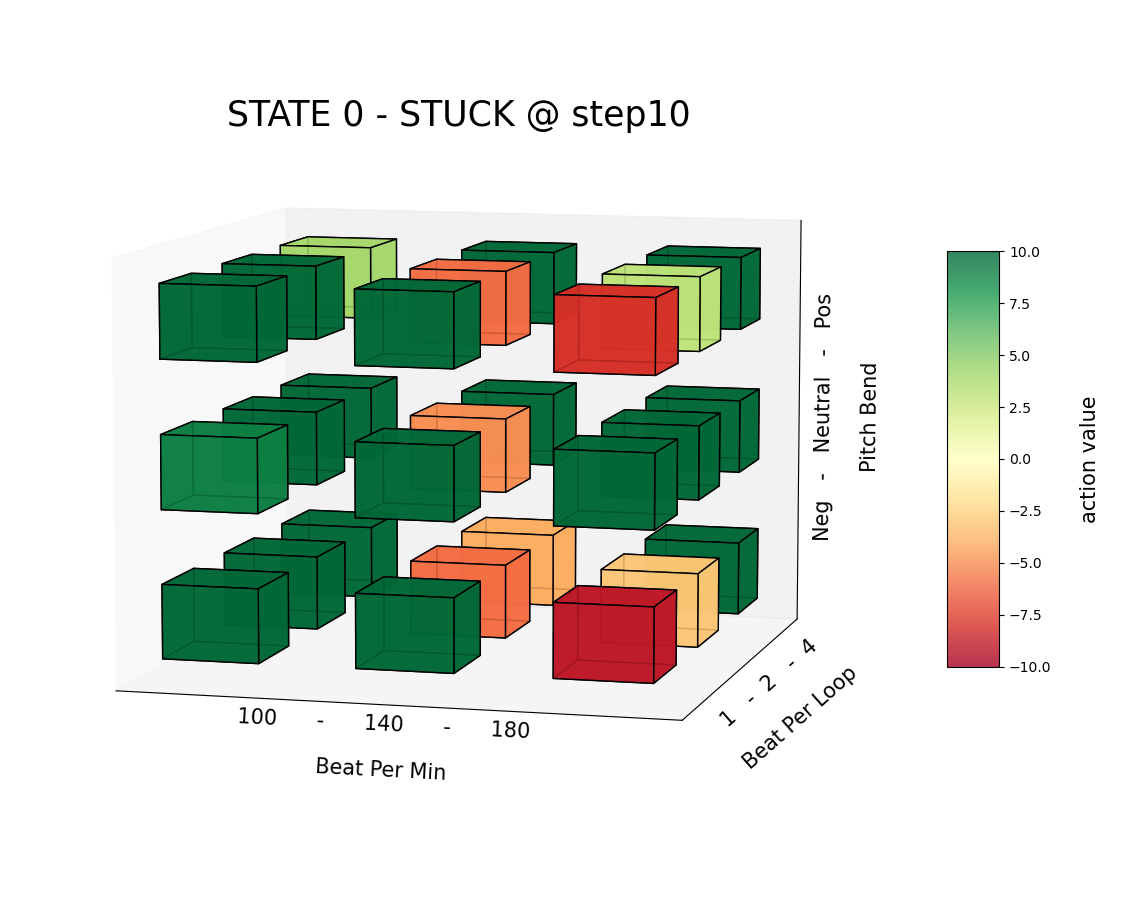 STATE 0 - STUCK @ step10
100 - 140 - 180
Beat Per Min
1 - 2 - 4
Beat Per Loop
Neg - Neutral - Pos
Pitch Bend
10.0
7.5
5.0
2.5
0.0
−2.5
−5.0
−7.5
−10.0
action value